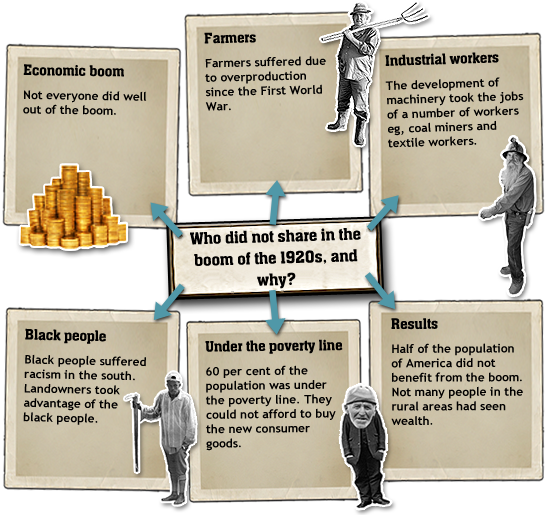 Economic boom
Not everyone did well
out of the boom.
Farmers
Farmers suffered due
to overproduction
since the First World
War.
Industrial workers
The development of
machinery took the jobs
of a number of workers
eg, coal miners and
textile workers.
Who did not share in the
boom of the 1920s, and
why?
Black people
Black people suffered
racism in the south.
Landowners took
advantage of the
black people.
Under the poverty line
60 per cent of the
population was under
the poverty line. They
could not afford to buy
the new consumer
goods.
Results
Half of the population
of America did not
benefit from the boom.
Not many people in the
rural areas had seen
wealth.